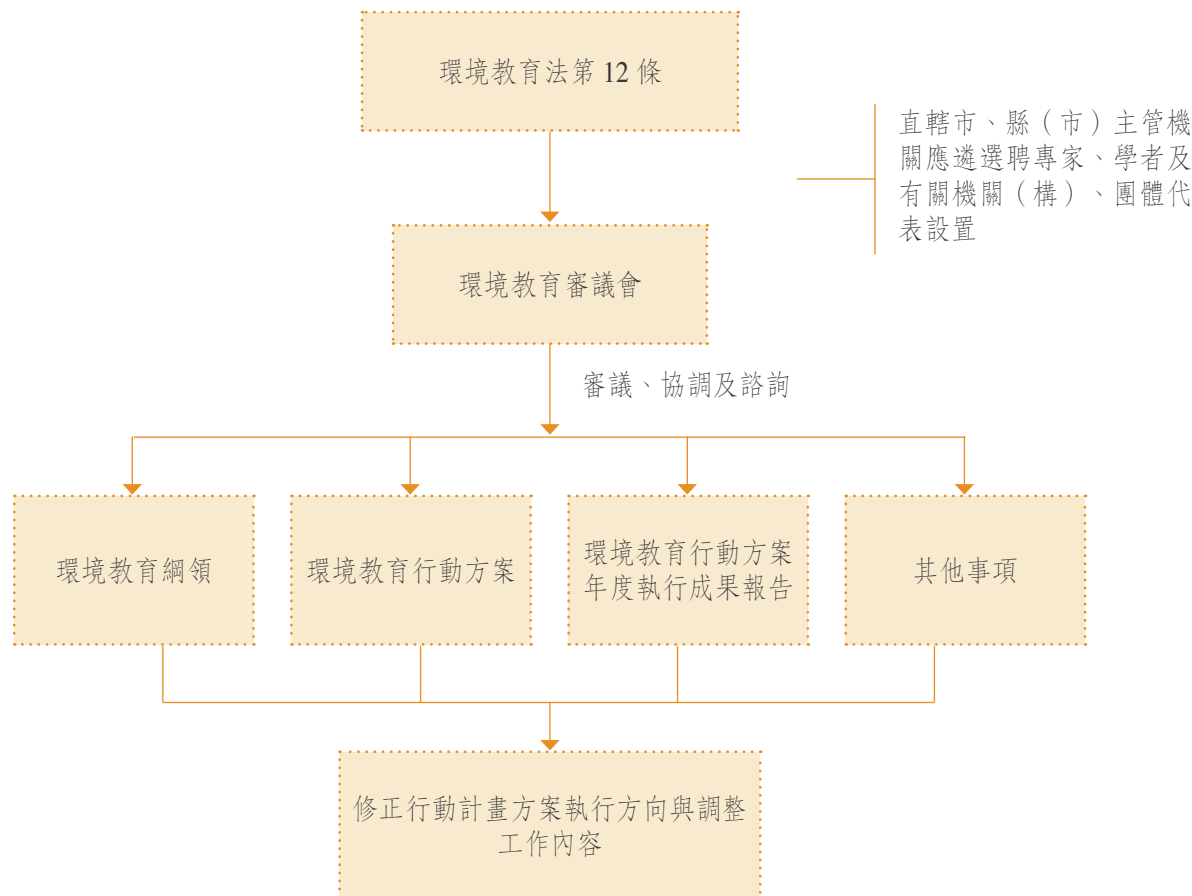 環境教育法第 12 條
直轄市、縣（市）主管機
關應遴選聘專家、學者及
有關機關（構）、團體代
表設置
環境教育審議會
審議、協調及諮詢
環境教育綱領
環境教育行動方案
環境教育行動方案
年度執行成果報告
其他事項
修正行動計畫方案執行方向與調整
工作內容